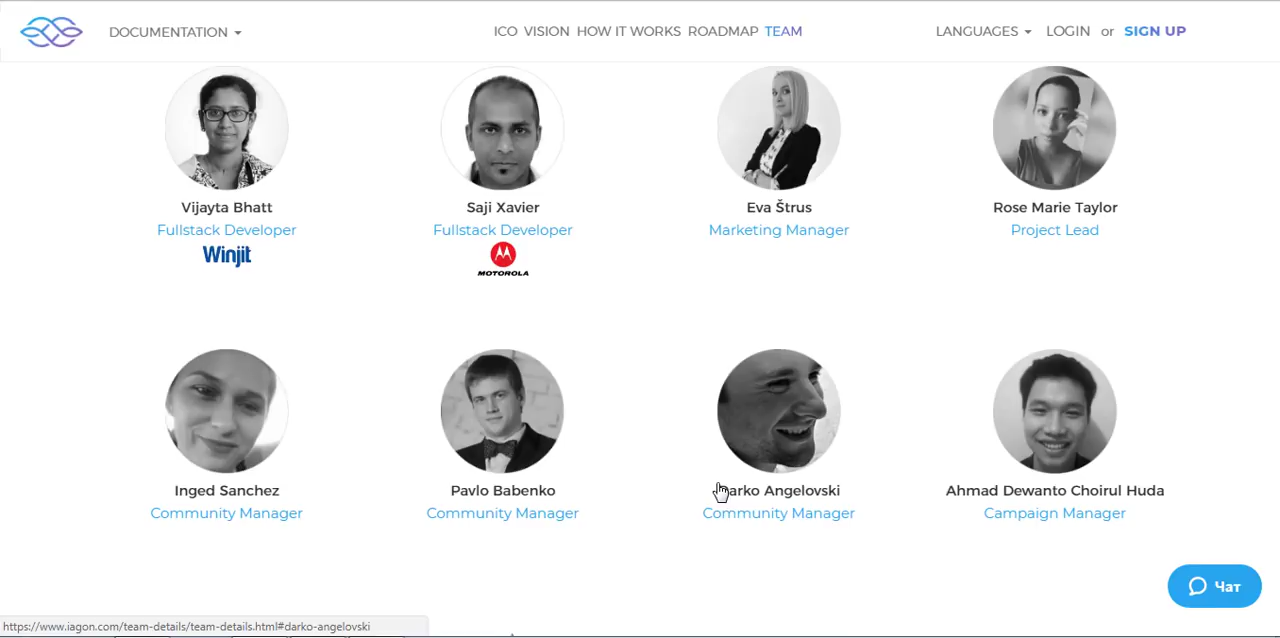 DOCUMENTATION ICO VISION HOW IT WORKS ROADMAP TEAM LANGUAGES LOGIN or SIGN UP
Vijayta Bhatt Saji Xavier Eva Štrus Rose Marie Taylor
Fullstack Developer Fullstack Developer Marketing Manager Project Lead
Winjit MOTOROLA
Inged Sanchez Pavlo Babenko Darko Angelovski Ahmad Dewanto Choirul Huda
Community Manager Community Manager Community Manager Campaign Manager
Чат
https://www.iagon.com/team-details/team-details.html#darko-angelovski